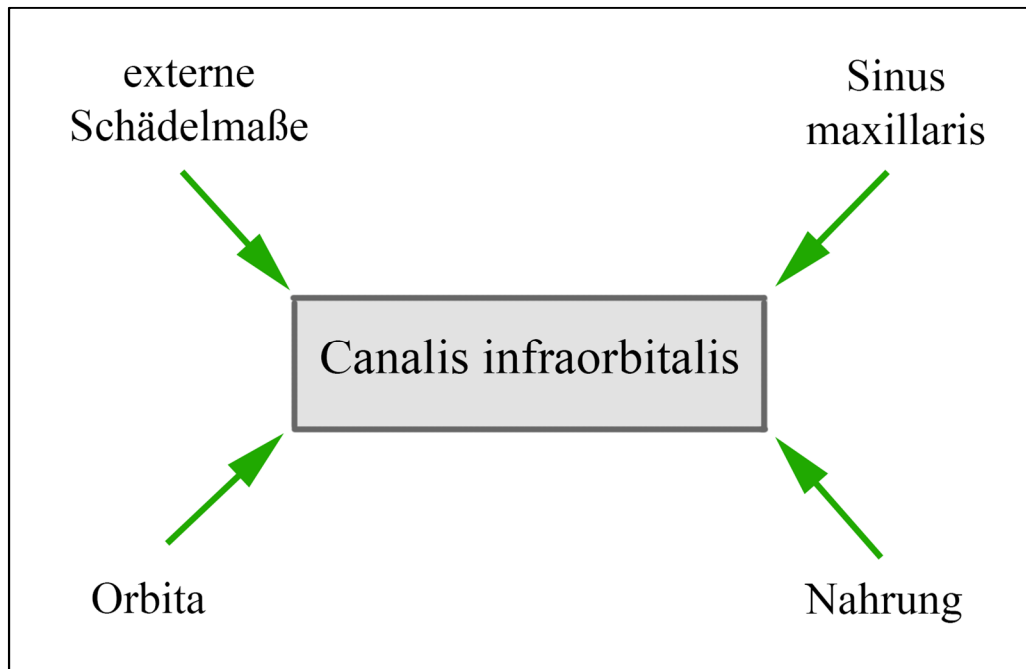 externe
Schädelmaße
Sinus
maxillaris
Canalis infraorbitalis
Orbita
Nahrung